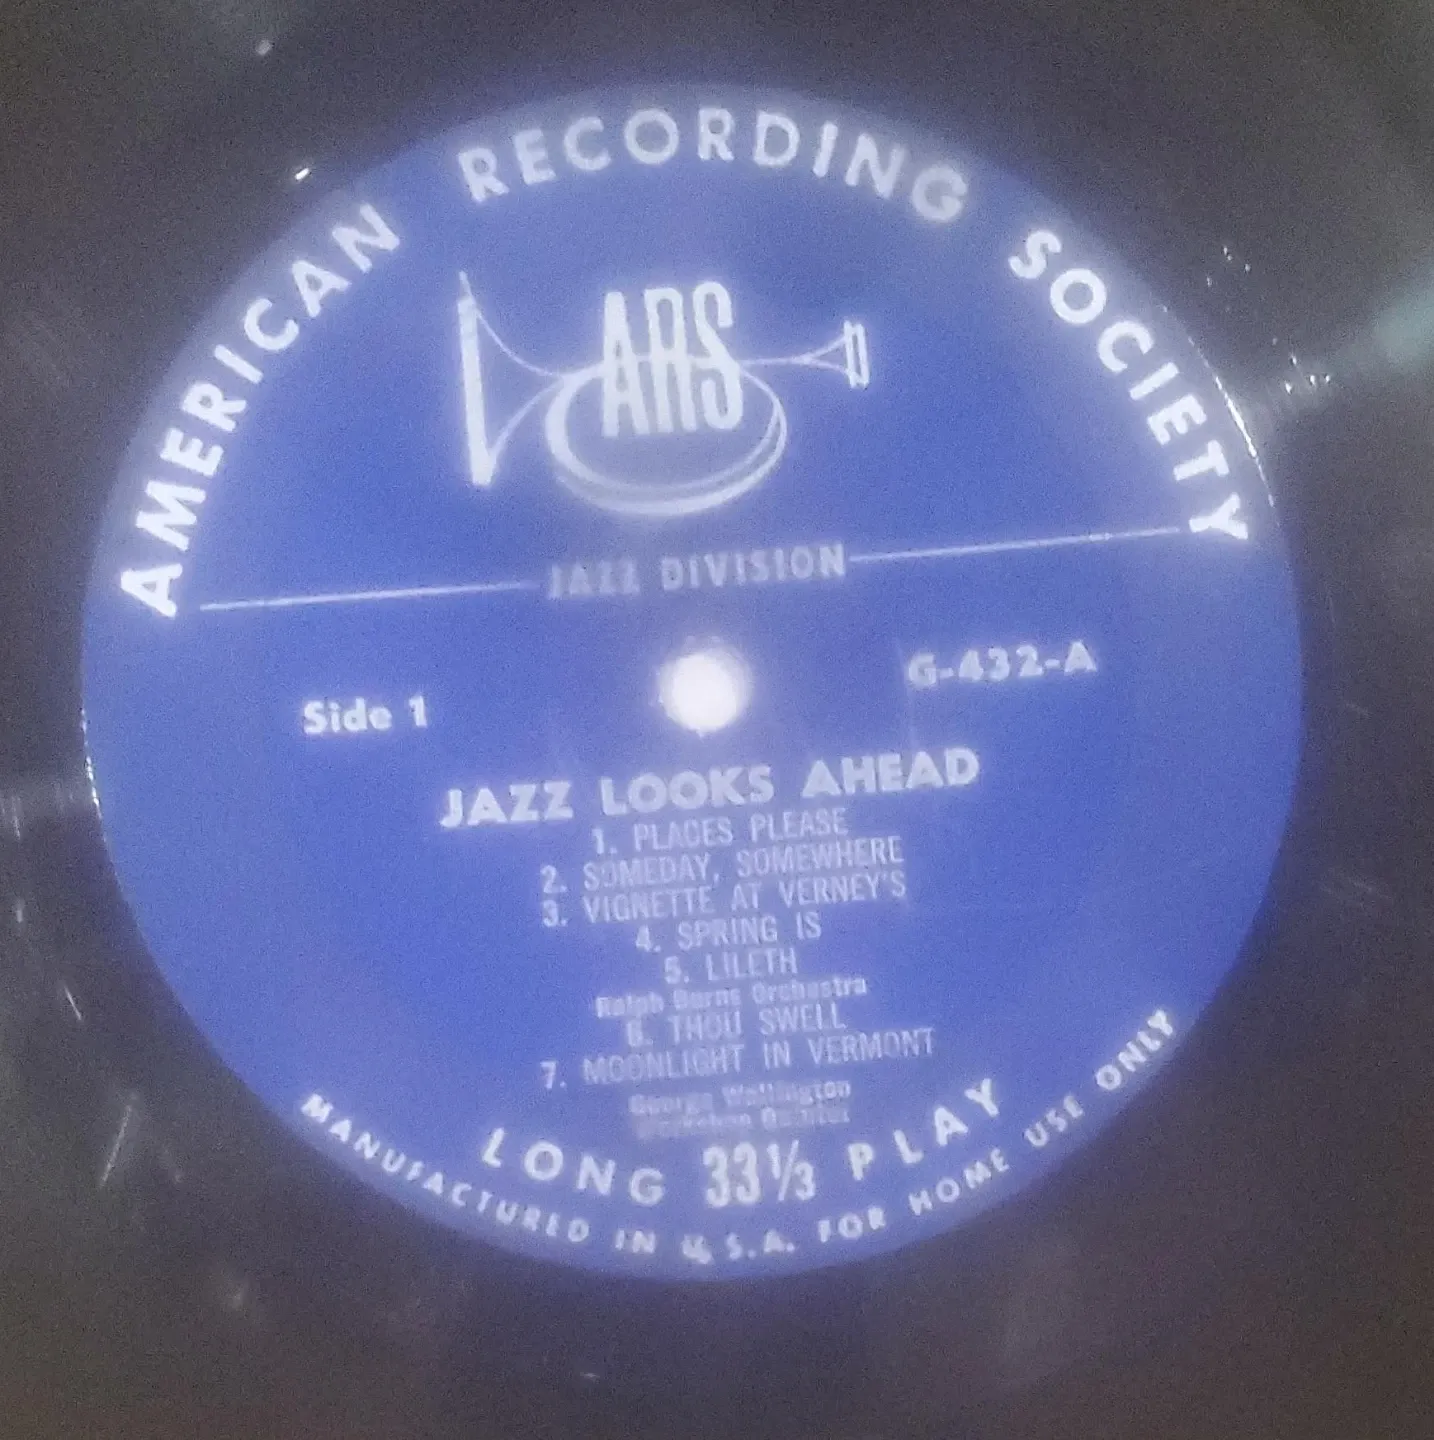 AMERICAN RECORDING SOCIETY
ARS
JAZZ DIVISION
Side 1
G-432-A
JAZZ LOOKS AHEAD
1. PLACES PLEASE
2. SOMEDAY, SOMEWHERE
3. VIGNETTE AT VERNEY'S
4. SPRING IS
5. LILETH
Ralph Burns Orchestra
6. THOU SWELL
7. MOONLIGHT IN VERMONT
George Wallington
LONG 33⅓ PLAY
MANUFACTURED IN U.S.A. FOR HOME USE ONLY